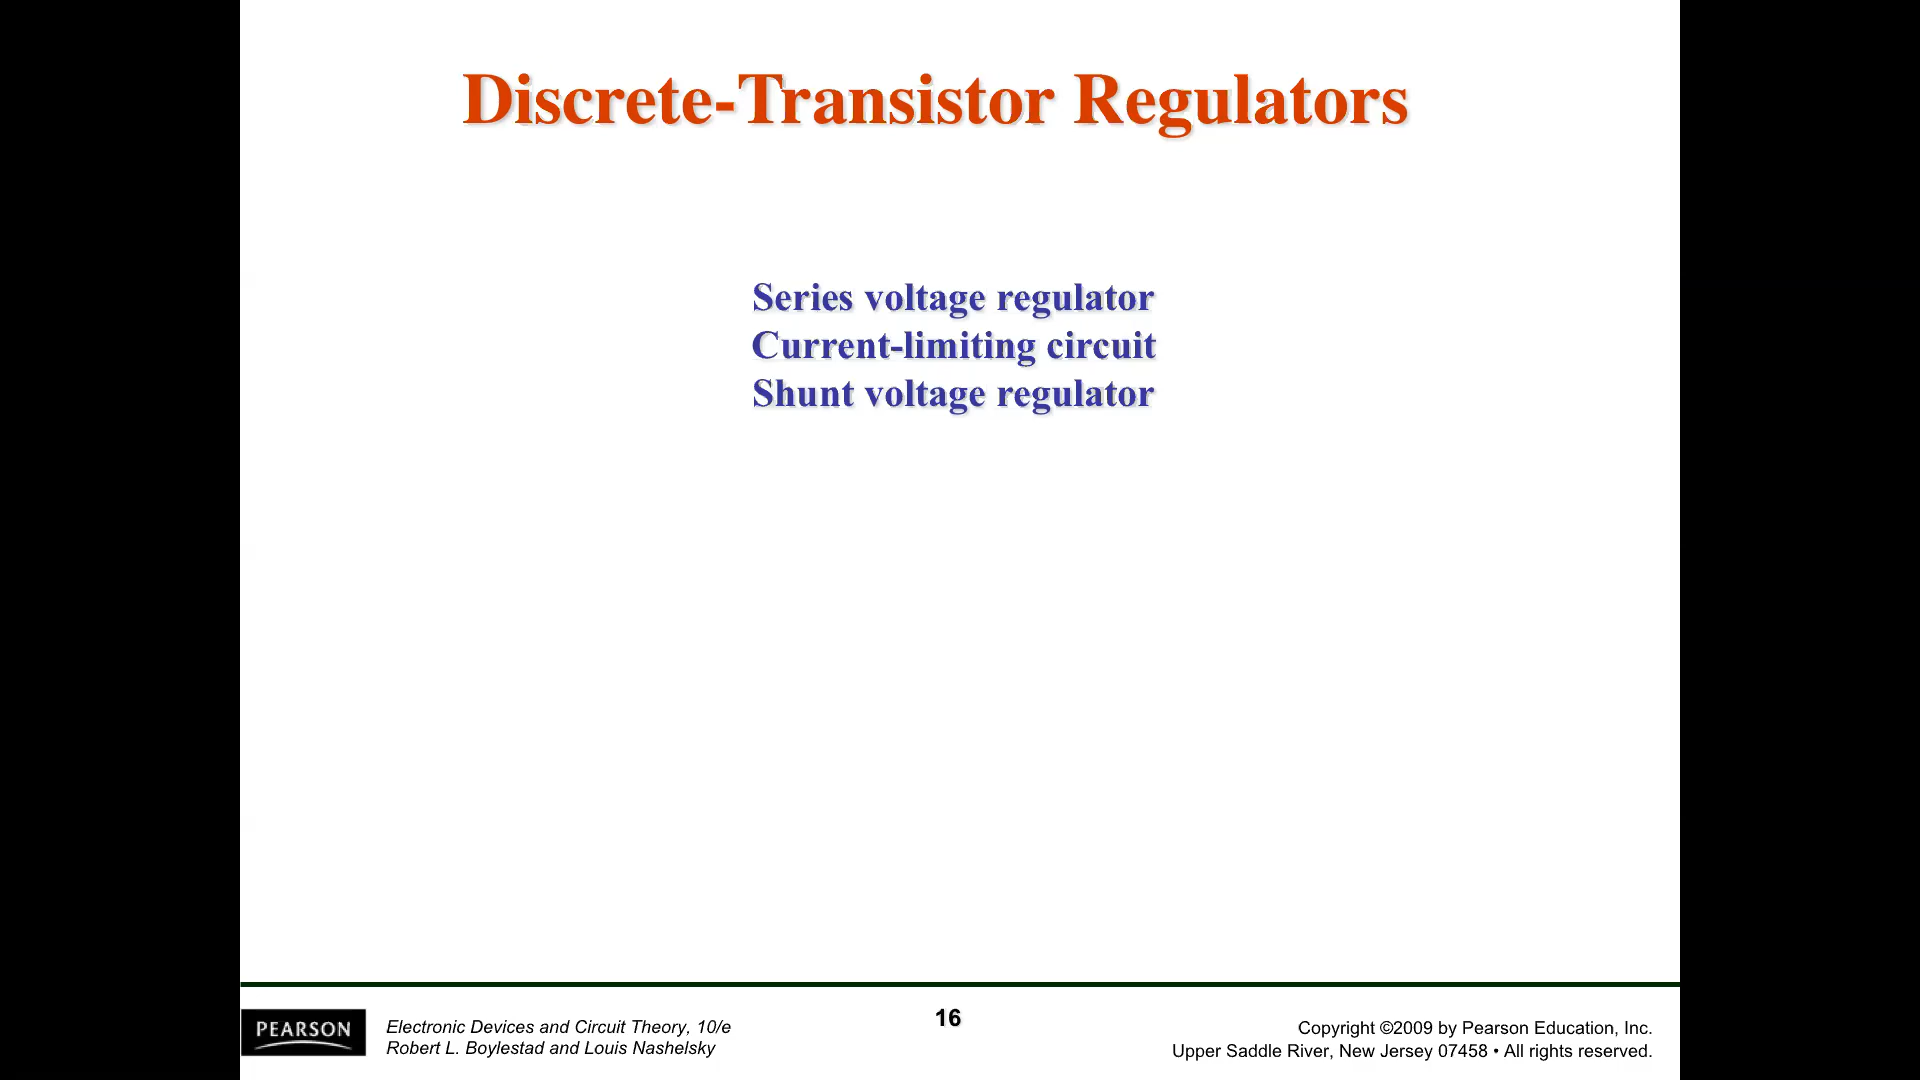 Discrete-Transistor Regulators
Series voltage regulator
Current-limiting circuit
Shunt voltage regulator
PEARSON
Electronic Devices and Circuit Theory, 10/e
Robert L. Boylestad and Louis Nashelsky
16
Copyright ©2009 by Pearson Education, Inc.
Upper Saddle River, New Jersey 07458 • All rights reserved.